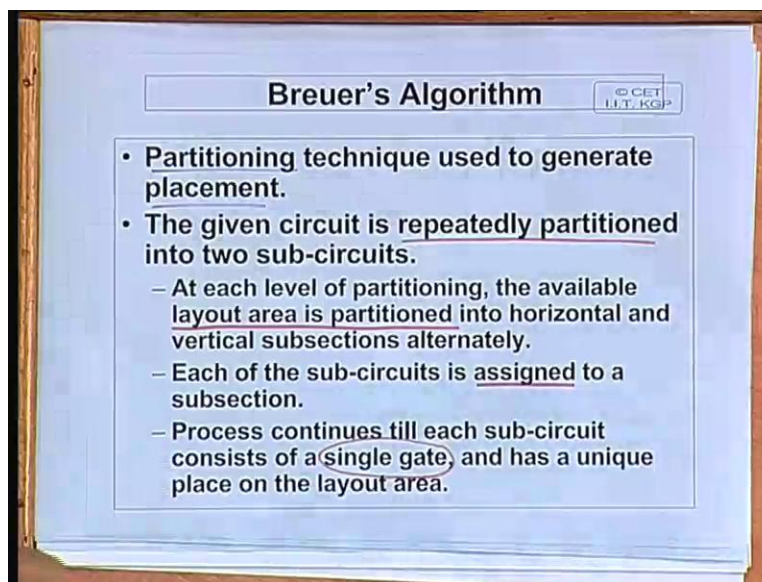 Breuer's Algorithm
© CET
I.I.T. KGP
• Partitioning technique used to generate
placement.
• The given circuit is repeatedly partitioned
into two sub-circuits.
– At each level of partitioning, the available
layout area is partitioned into horizontal and
vertical subsections alternately.
– Each of the sub-circuits is assigned to a
subsection.
– Process continues till each sub-circuit
consists of a single gate, and has a unique
place on the layout area.